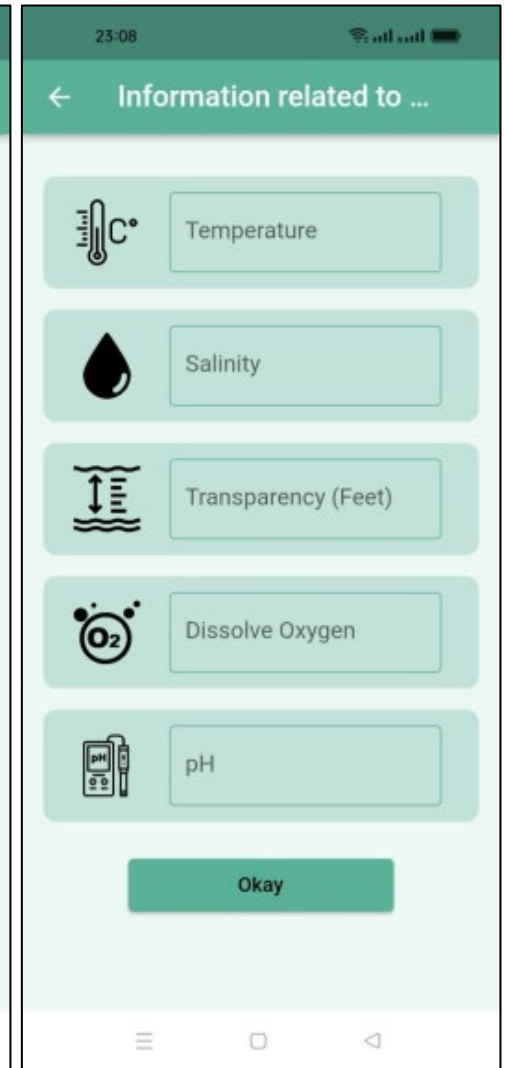 23:08
Information related to ...
C°
Temperature
Salinity
Transparency (Feet)
O2
Dissolve Oxygen
pH
pH
Okay